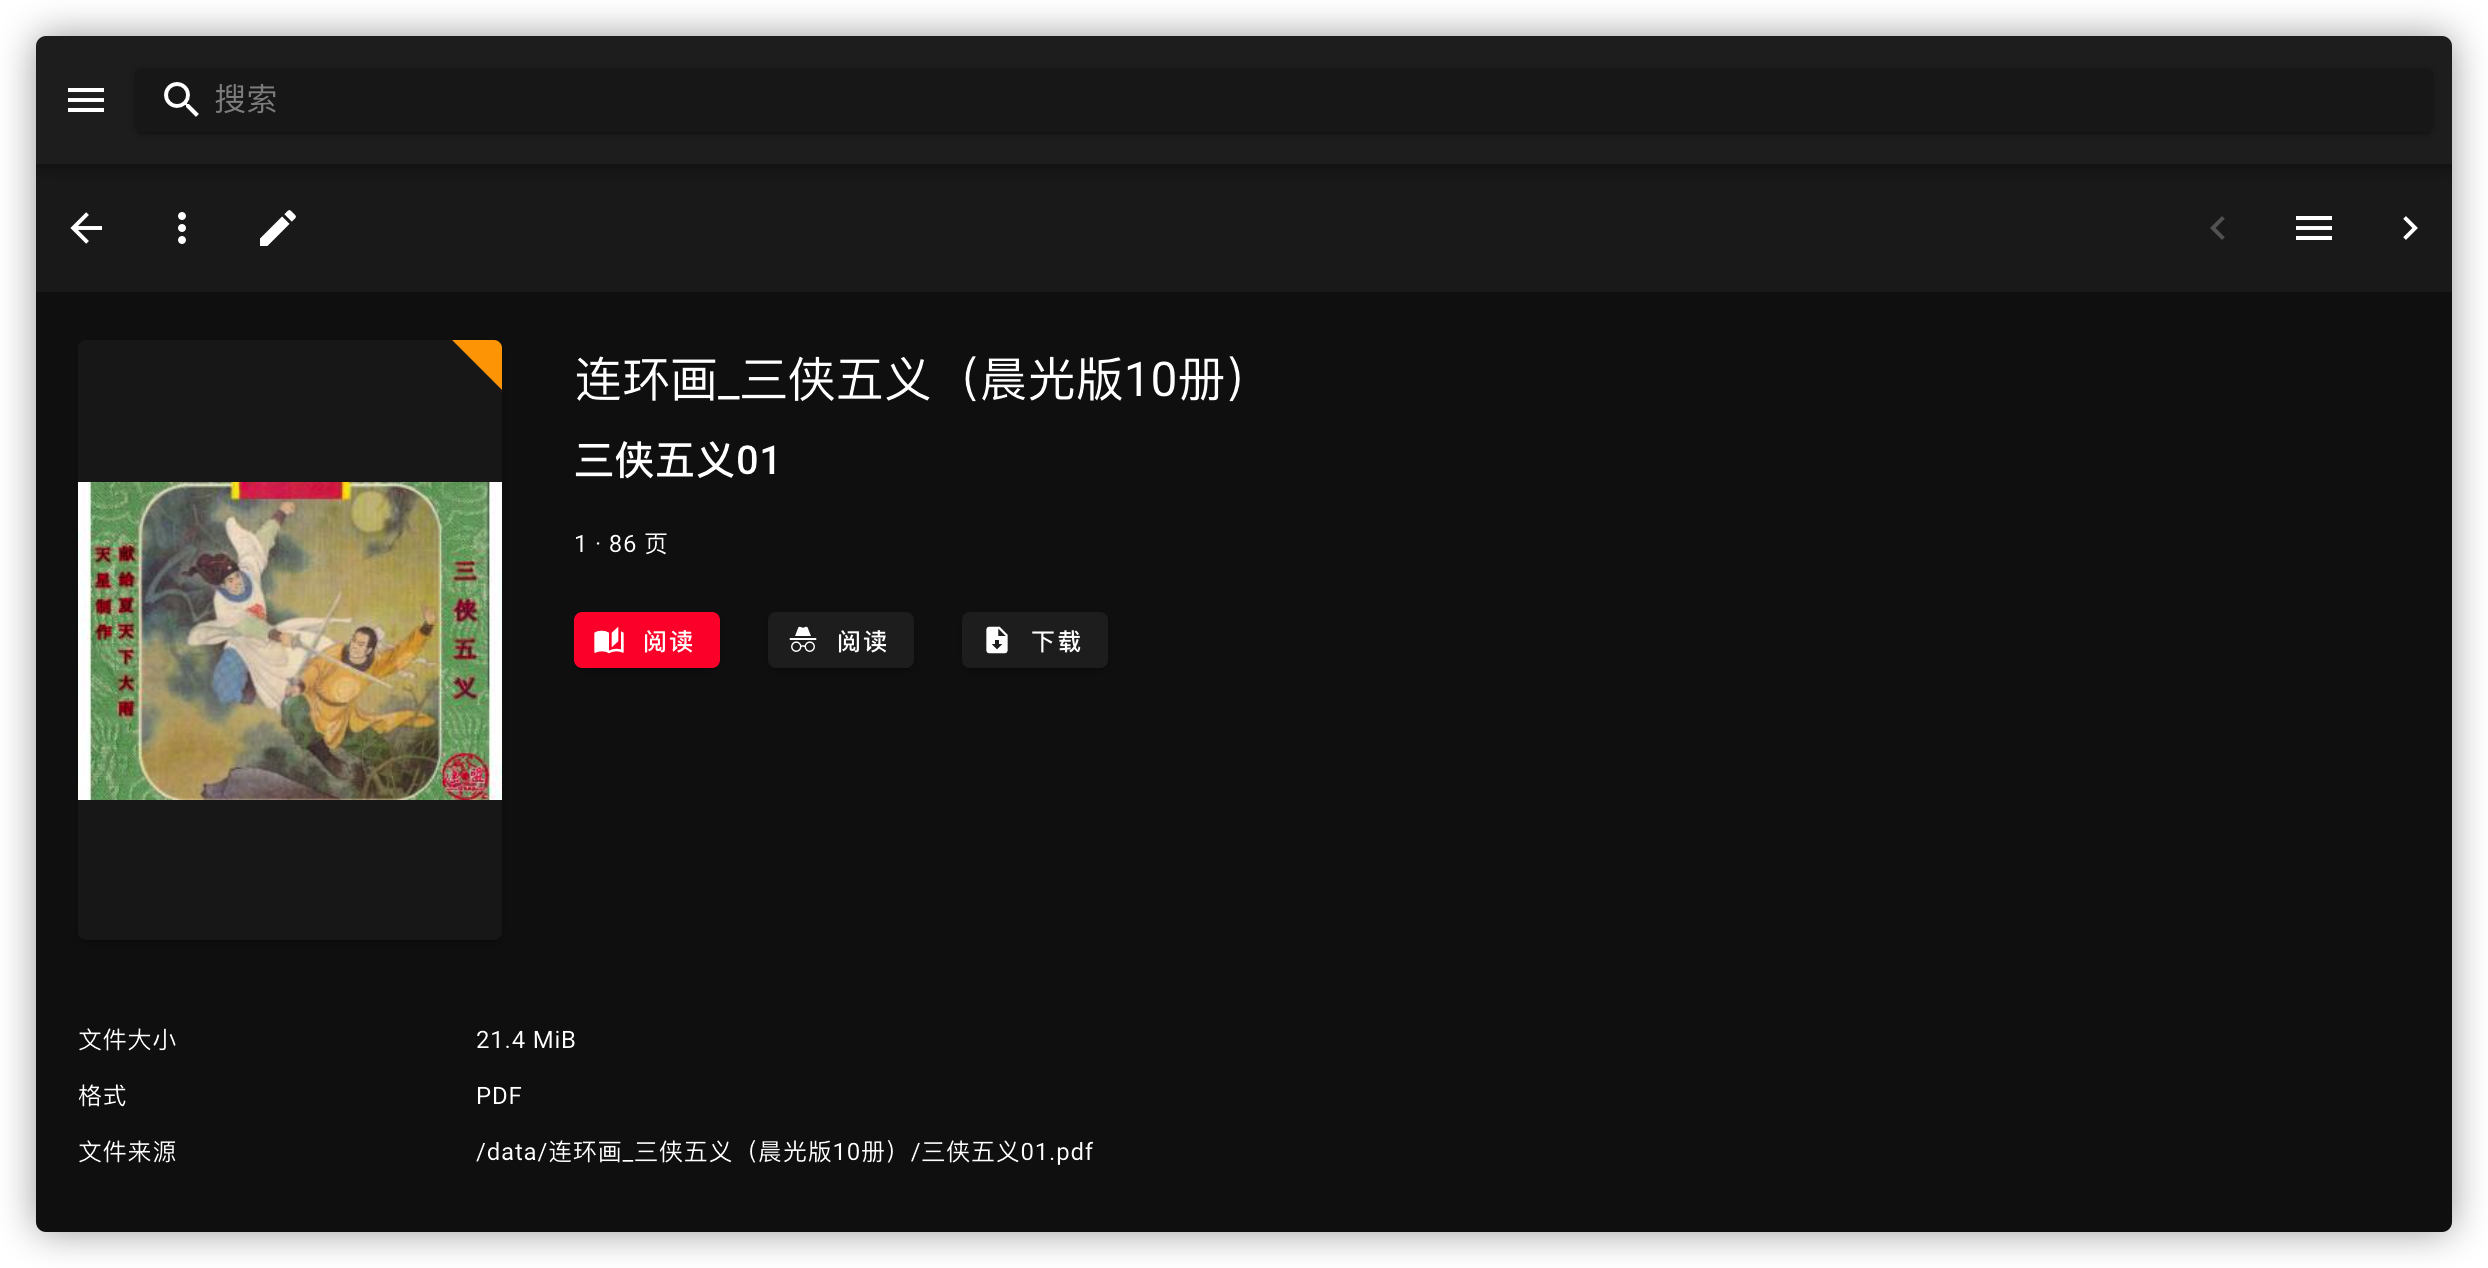 搜索
连环画_三侠五义（晨光版10册）
三侠五义01
1 · 86 页
阅读
阅读
下载
三侠五义
献给夏天下大雨
天星制作
文件大小 21.4 MiB
格式 PDF
文件来源 /data/连环画_三侠五义（晨光版10册）/三侠五义01.pdf